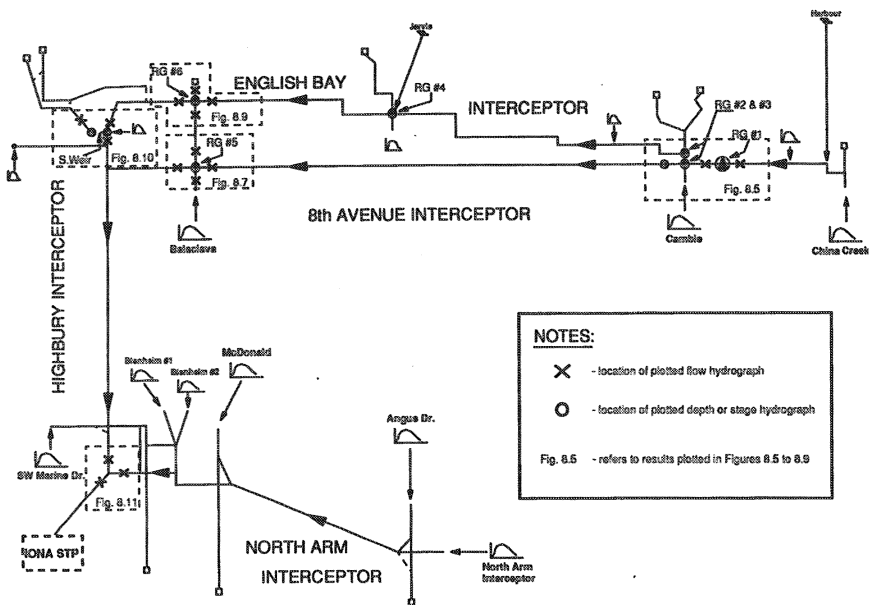 Harbour
Jervis
RG #6
ENGLISH BAY
RG #4
INTERCEPTOR
RG #2 & #3
Fig. 8.9
RG #1
S.Weir
Fig. 8.10
RG #5
Fig. 8.7
Fig. 8.5
8th AVENUE INTERCEPTOR
Balaclava
Cambie
China Creek
HIGHBURY INTERCEPTOR
NOTES:
X - location of plotted flow hydrograph
O - location of plotted depth or stage hydrograph
Fig. 8.5 - refers to results plotted in Figures 8.5 to 8.9
Blenheim #1
Blenheim #2
McDonald
Angus Dr.
SW Marine Dr.
Fig. 8.11
IONA STP
NORTH ARM
INTERCEPTOR
North Arm
Interceptor